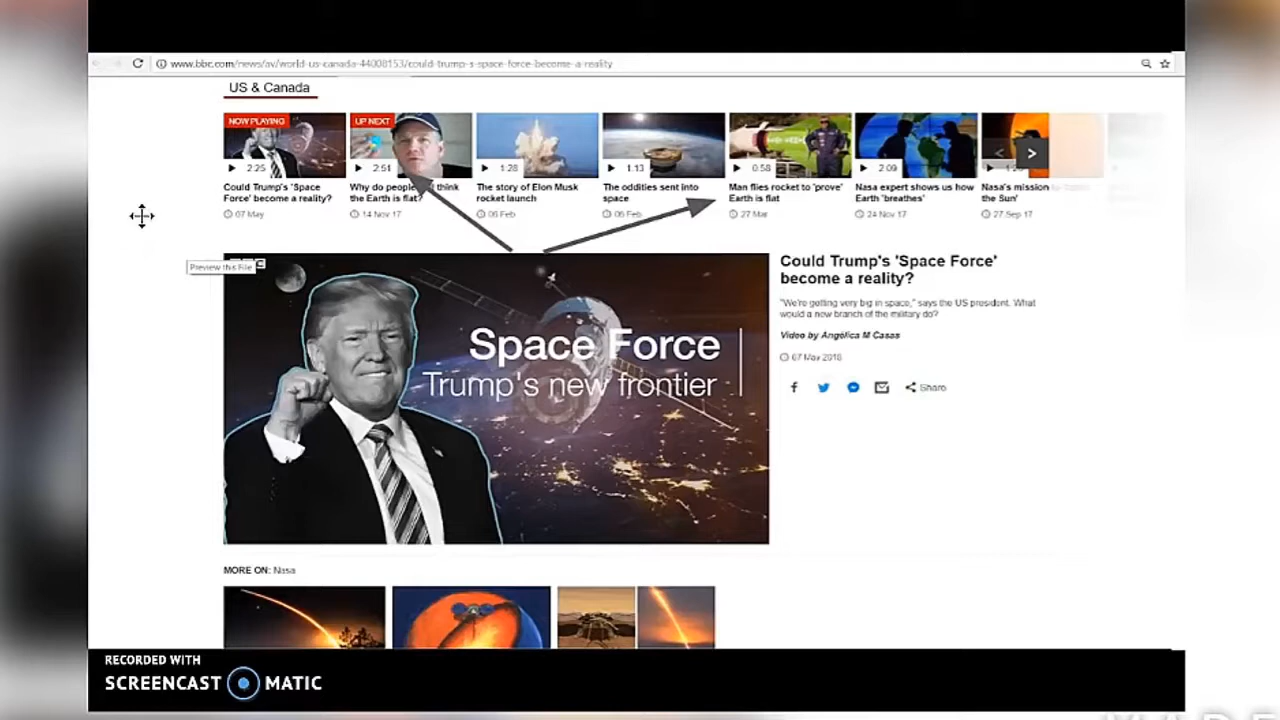 www.bbc.com/news/av/world-us-canada-44008153/could-trump-s-space-force-become-a-reality
US & Canada
NOW PLAYING
UP NEXT
2:25
2:51
1:28
1:13
0:58
2:09
Could Trump's 'Space
Force' become a reality?
07 May
Why do people think
the Earth is flat?
14 Nov 17
The story of Elon Musk
rocket launch
06 Feb
The oddities sent into
space
06 Feb
Man flies rocket to 'prove'
Earth is flat
27 Mar
Nasa expert shows us how
Earth 'breathes'
24 Nov 17
Nasa's mission
the Sun'
27 Sep 17
Preview this File
Space Force
Trump's new frontier
Could Trump's 'Space Force'
become a reality?
"We're getting very big in space," says the US president. What
would a new branch of the military do?
Video by Angélica M Casas
07 May 2018
Share
MORE ON: Nasa
RECORDED WITH
SCREENCAST MATIC